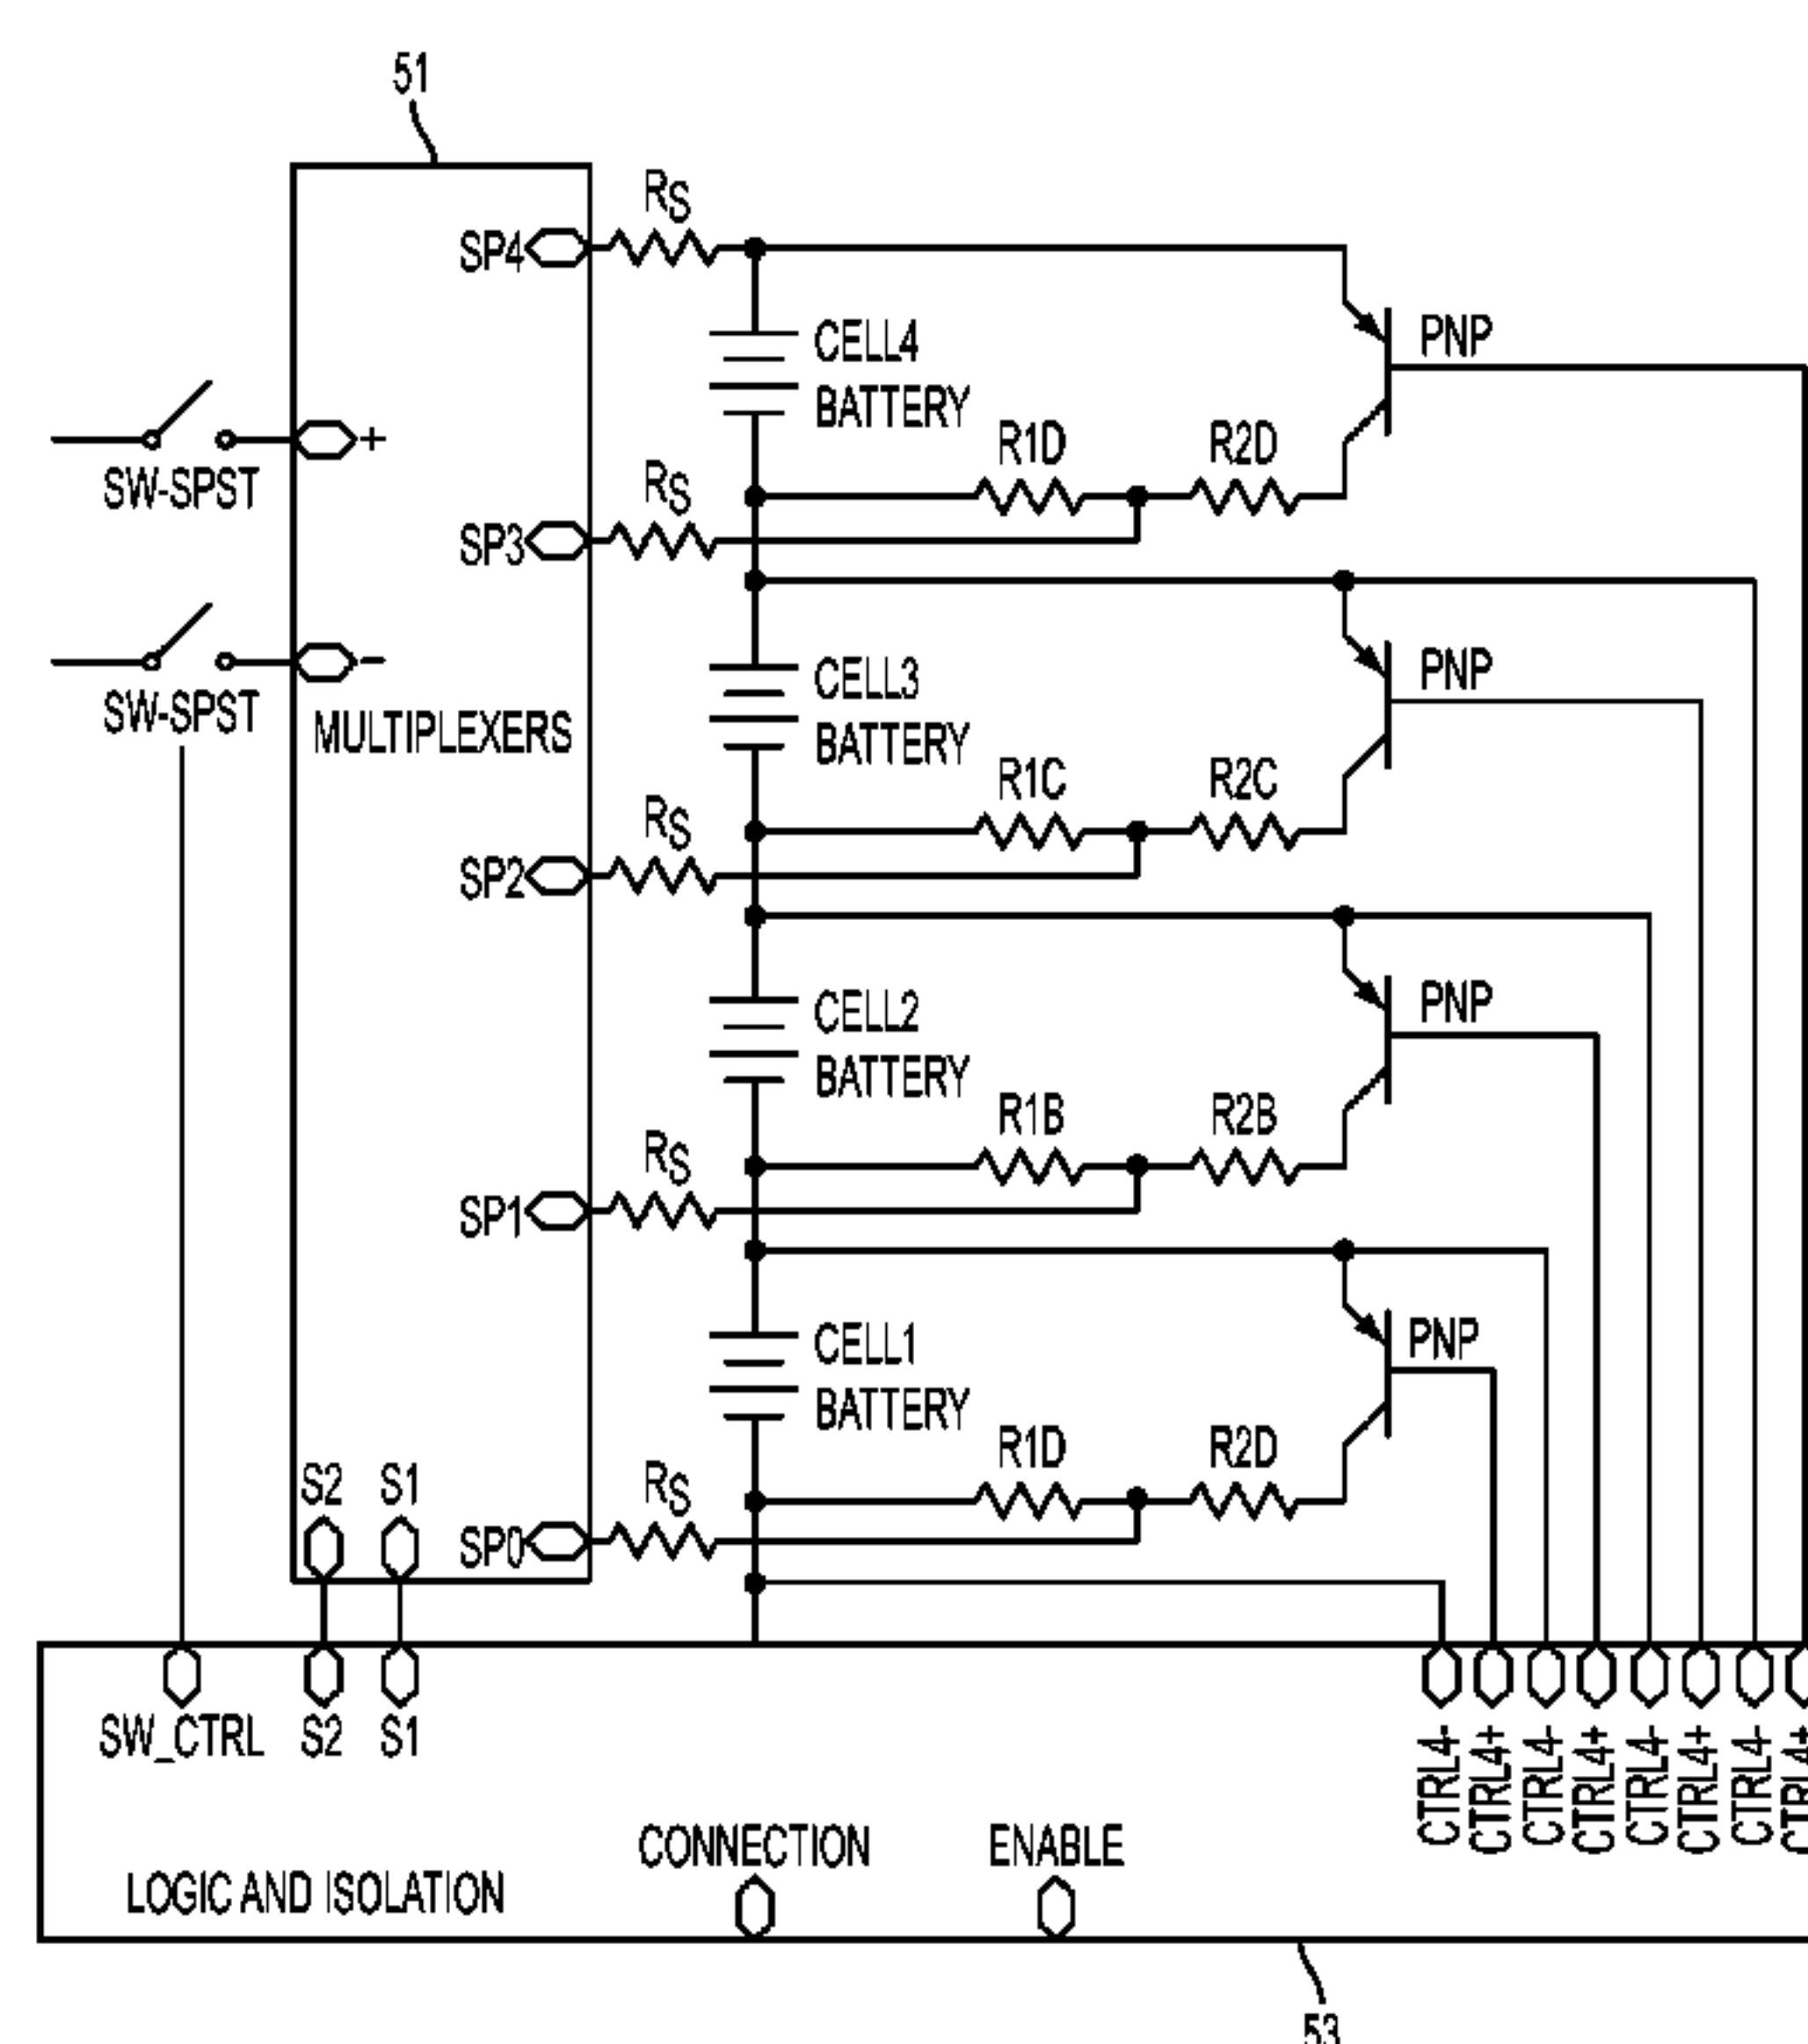 51
RS
SP4
CELL4
BATTERY
PNP
+
SW-SPST
R1D
R2D
RS
SP3
-
SW-SPST
MULTIPLEXERS
CELL3
BATTERY
PNP
R1C
R2C
RS
SP2
CELL2
BATTERY
PNP
R1B
R2B
RS
SP1
CELL1
BATTERY
PNP
R1D
R2D
RS
SP0
S2
S1
SW_CTRL
S2
S1
CTRL4-
CTRL4+
CTRL4-
CTRL4+
CTRL4-
CTRL4+
CTRL4-
CTRL4+
CONNECTION
ENABLE
LOGIC AND ISOLATION
53